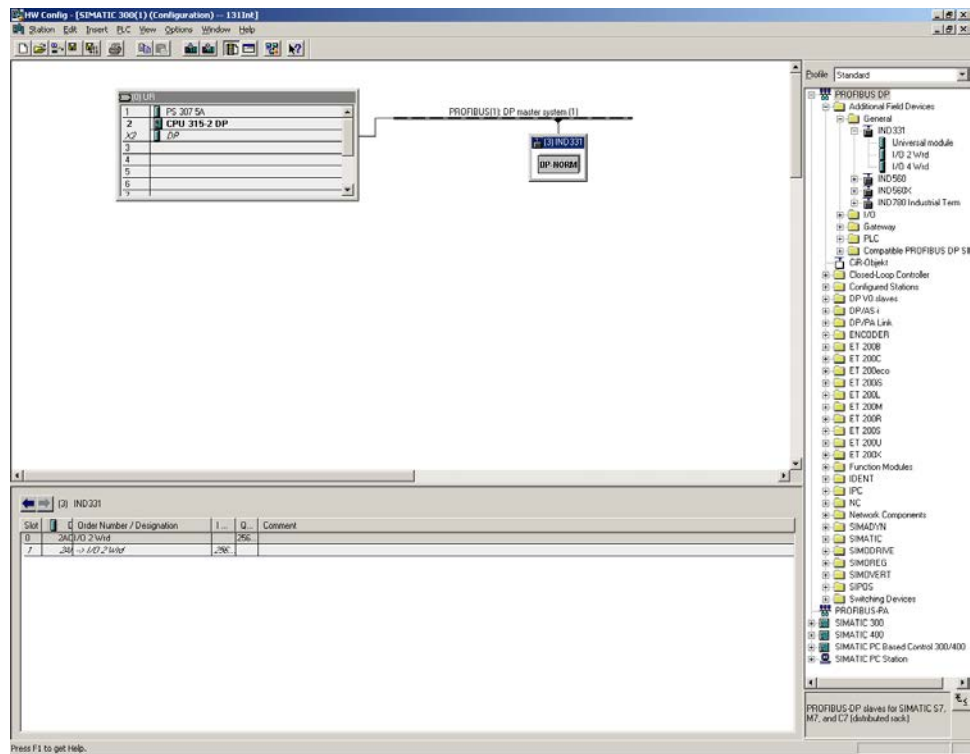 HW Config - [SIMATIC 300(1) (Configuration) -- 131Int]
Station Edit Insert PLC View Options Window Help
(0) UR
1 PS 307 5A
2 CPU 315-2 DP
X2 DP
3
4
5
6
7
PROFIBUS(1): DP master system (1)
(3) IND331
DP-NORM
(3) IND331
Slot Order Number / Designation I ... Q... Comment
0 2AO I/O 2 Wrd 256...
1 2AI -> I/O 2 Wrd 256...
Press F1 to get Help.
Profile Standard
PROFIBUS DP
Additional Field Devices
General
IND331
Universal module
I/O 2 Wrd
I/O 4 Wrd
IND560
IND560X
IND780 Industrial Term
I/O
Gateway
PLC
Compatible PROFIBUS DP Sl
CiR-Objekt
Closed-Loop Controller
Configured Stations
DP V0 slaves
DP/AS-i
DP/PA Link
ENCODER
ET 200B
ET 200C
ET 200eco
ET 200iS
ET 200L
ET 200M
ET 200R
ET 200S
ET 200U
ET 200X
Function Modules
IDENT
IPC
NC
Network Components
SIMADYN
SIMATIC
SIMODRIVE
SIMOREG
SIMOVERT
SIPOS
Switching Devices
PROFIBUS-PA
SIMATIC 300
SIMATIC 400
SIMATIC PC Based Control 300/400
SIMATIC PC Station
PROFIBUS-DP slaves for SIMATIC S7,
M7, and C7 (distributed rack)